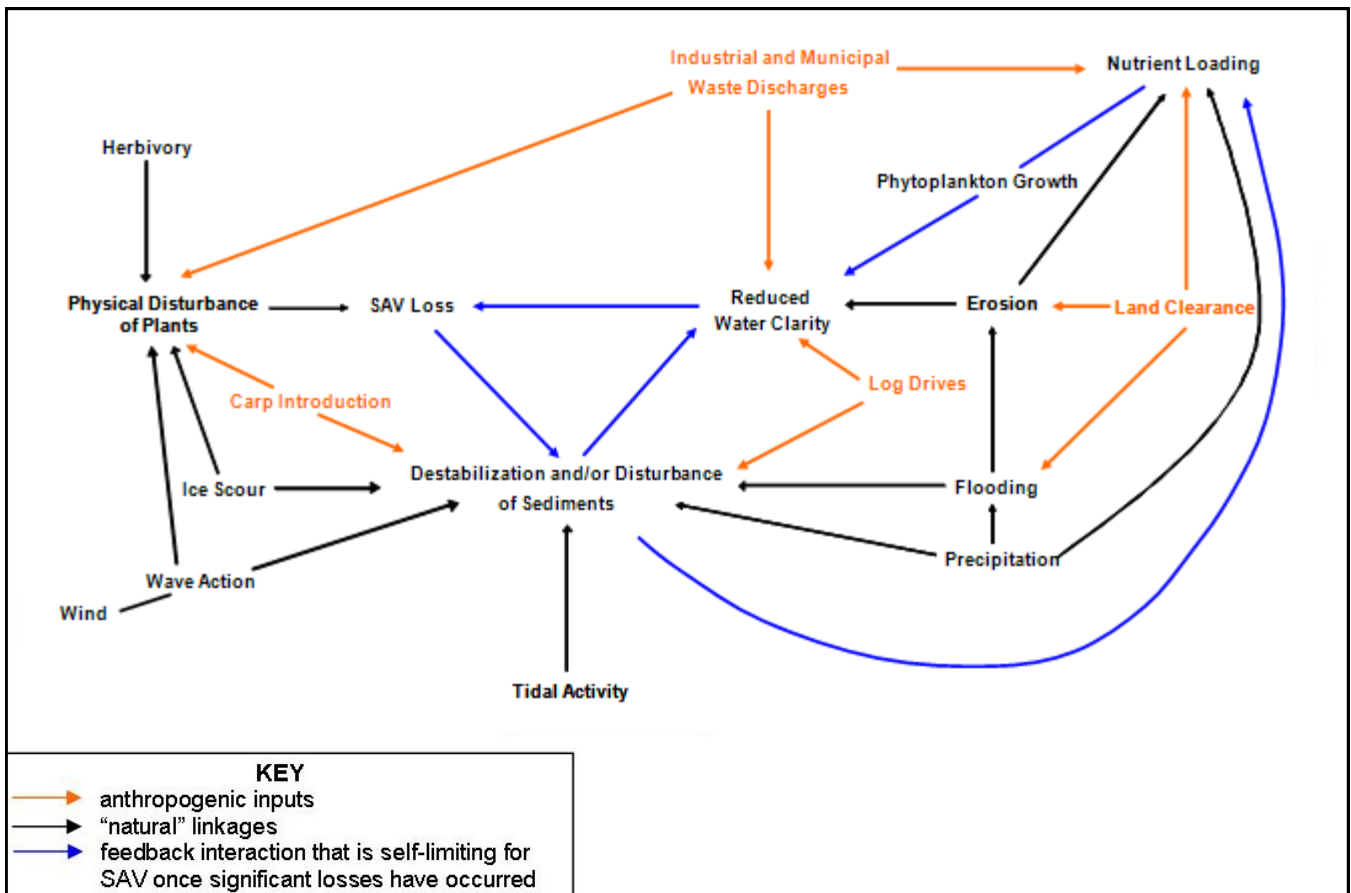 Industrial and Municipal
Waste Discharges
Nutrient Loading
Herbivory
Phytoplankton Growth
Physical Disturbance
of Plants
SAV Loss
Reduced
Water Clarity
Erosion
Land Clearance
Carp Introduction
Log Drives
Destabilization and/or Disturbance
of Sediments
Ice Scour
Flooding
Precipitation
Wave Action
Wind
Tidal Activity
KEY
anthropogenic inputs
“natural” linkages
feedback interaction that is self-limiting for
SAV once significant losses have occurred